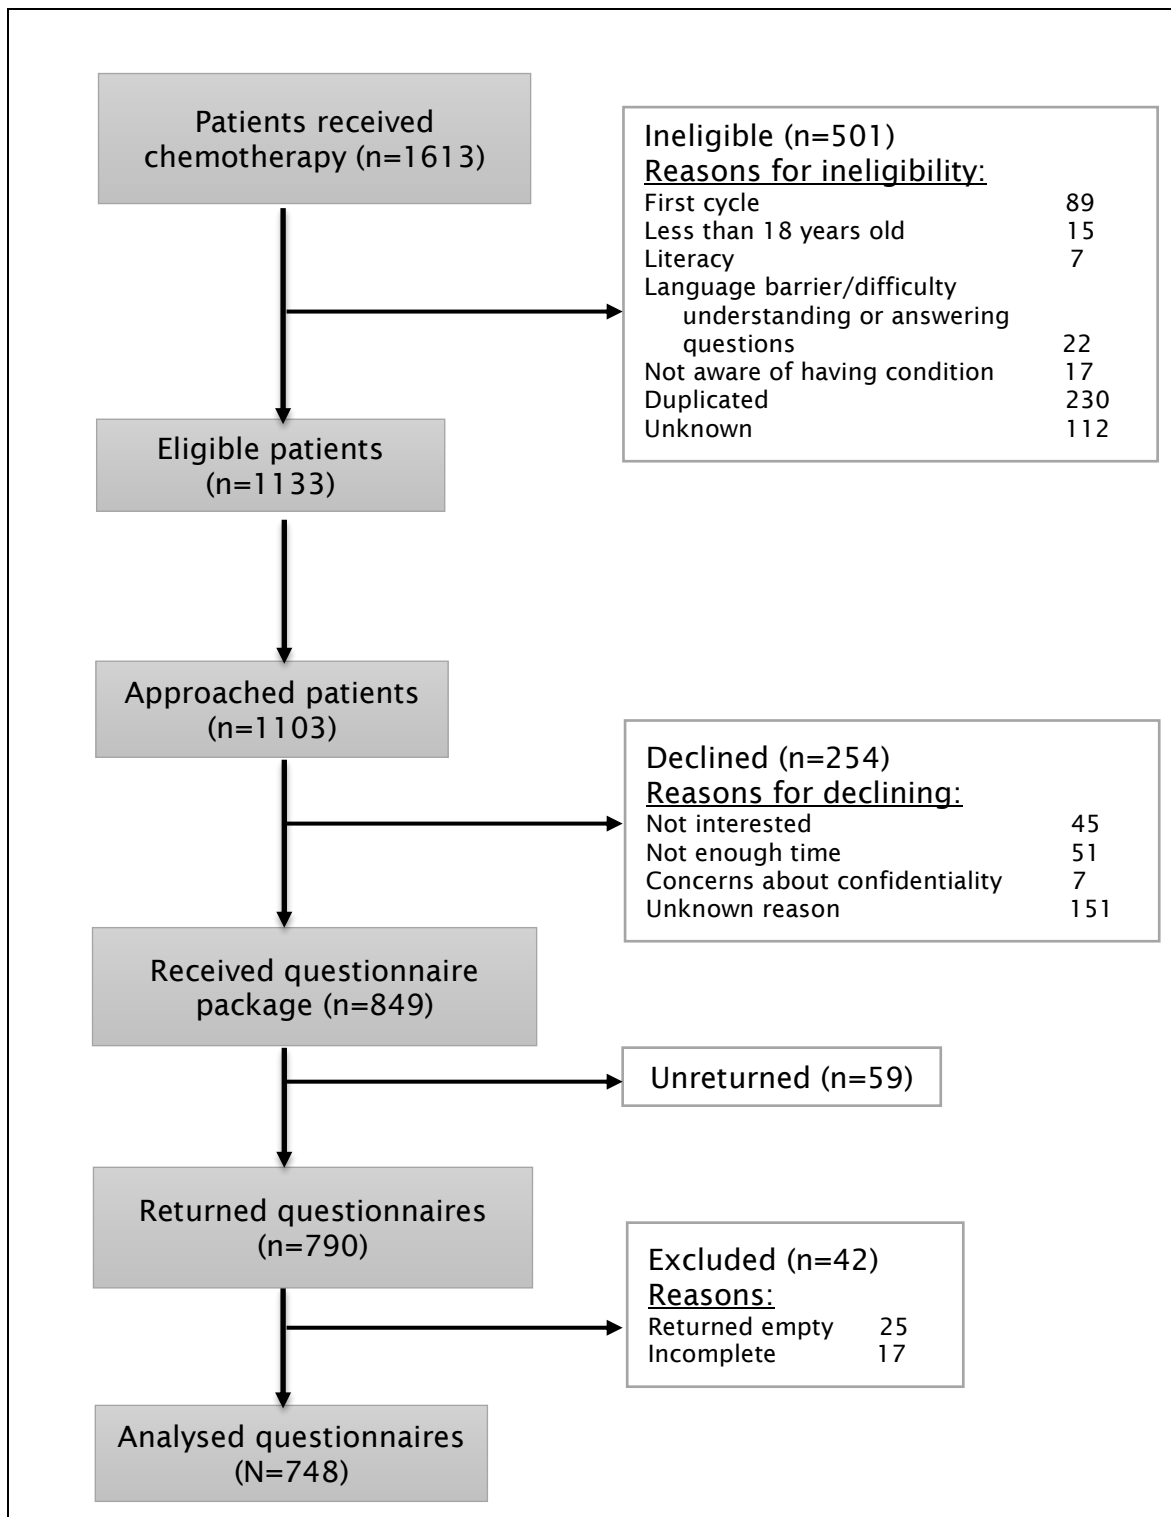 Patients received
chemotherapy (n=1613)
Ineligible (n=501)
Reasons for ineligibility:
First cycle 89
Less than 18 years old 15
Literacy 7
Language barrier/difficulty
understanding or answering
questions 22
Not aware of having condition 17
Duplicated 230
Unknown 112
Eligible patients
(n=1133)
Approached patients
(n=1103)
Declined (n=254)
Reasons for declining:
Not interested 45
Not enough time 51
Concerns about confidentiality 7
Unknown reason 151
Received questionnaire
package (n=849)
Unreturned (n=59)
Returned questionnaires
(n=790)
Excluded (n=42)
Reasons:
Returned empty 25
Incomplete 17
Analysed questionnaires
(N=748)